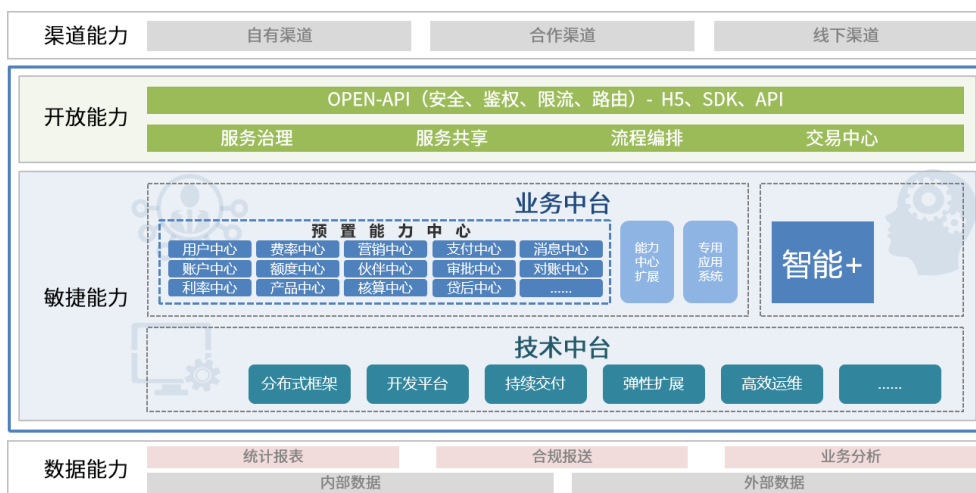 渠道能力 自有渠道 合作渠道 线下渠道
开放能力
OPEN-API（安全、鉴权、限流、路由）- H5、SDK、API
服务治理 服务共享 流程编排 交易中心
敏捷能力
业务中台
预置能力中心
用户中心 费率中心 营销中心 支付中心 消息中心
账户中心 额度中心 伙伴中心 审批中心 对账中心
利率中心 产品中心 核算中心 贷后中心 ......
能力
中心
扩展
专用
应用
系统
智能+
技术中台
分布式框架 开发平台 持续交付 弹性扩展 高效运维 ......
数据能力
统计报表 合规报送 业务分析
内部数据 外部数据